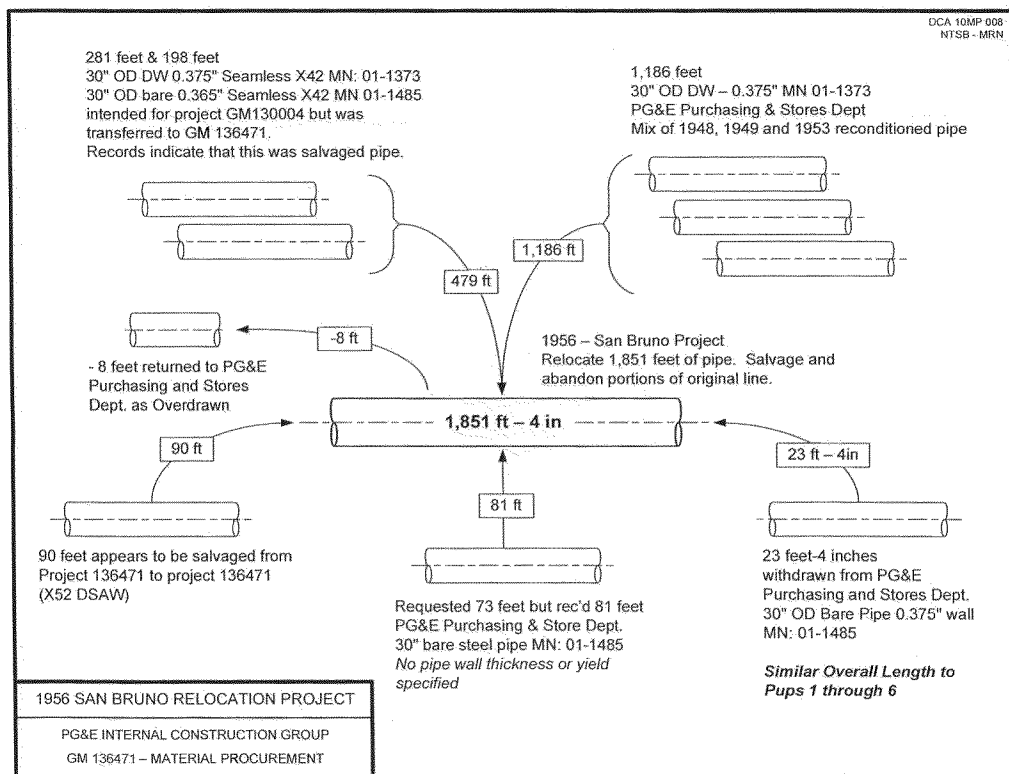 DCA 10MP 008
NTSB - MRN
281 feet & 198 feet
30" OD DW 0.375" Seamless X42 MN: 01-1373
30" OD bare 0.365" Seamless X42 MN 01-1485
intended for project GM130004 but was
transferred to GM 136471.
Records indicate that this was salvaged pipe.
1,186 feet
30" OD DW – 0.375" MN 01-1373
PG&E Purchasing & Stores Dept
Mix of 1948, 1949 and 1953 reconditioned pipe
479 ft
1,186 ft
-8 ft
- 8 feet returned to PG&E
Purchasing and Stores
Dept. as Overdrawn
1956 – San Bruno Project
Relocate 1,851 feet of pipe. Salvage and
abandon portions of original line.
1,851 ft – 4 in
90 ft
23 ft – 4in
81 ft
90 feet appears to be salvaged from
Project 136471 to project 136471
(X52 DSAW)
Requested 73 feet but rec'd 81 feet
PG&E Purchasing & Store Dept.
30" bare steel pipe MN: 01-1485
No pipe wall thickness or yield
specified
23 feet-4 inches
withdrawn from PG&E
Purchasing and Stores Dept.
30" OD Bare Pipe 0.375" wall
MN: 01-1485
Similar Overall Length to
Pups 1 through 6
1956 SAN BRUNO RELOCATION PROJECT
PG&E INTERNAL CONSTRUCTION GROUP
GM 136471 – MATERIAL PROCUREMENT